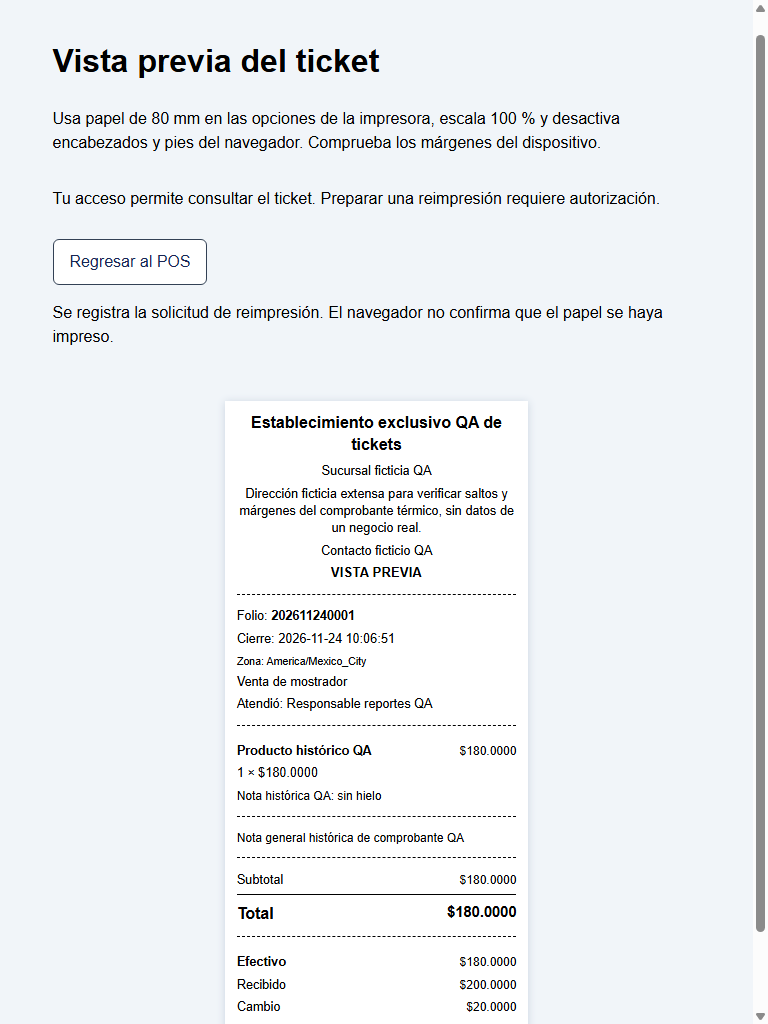 Vista previa del ticket
Usa papel de 80 mm en las opciones de la impresora, escala 100 % y desactiva
encabezados y pies del navegador. Comprueba los márgenes del dispositivo.
Tu acceso permite consultar el ticket. Preparar una reimpresión requiere autorización.
Regresar al POS
Se registra la solicitud de reimpresión. El navegador no confirma que el papel se haya
impreso.
Establecimiento exclusivo QA de
tickets
Sucursal ficticia QA
Dirección ficticia extensa para verificar saltos y
márgenes del comprobante térmico, sin datos de
un negocio real.
Contacto ficticio QA
VISTA PREVIA
Folio: 202611240001
Cierre: 2026-11-24 10:06:51
Zona: America/Mexico_City
Venta de mostrador
Atendió: Responsable reportes QA
Producto histórico QA $180.0000
1 × $180.0000
Nota histórica QA: sin hielo
Nota general histórica de comprobante QA
Subtotal $180.0000
Total $180.0000
Efectivo $180.0000
Recibido $200.0000
Cambio $20.0000